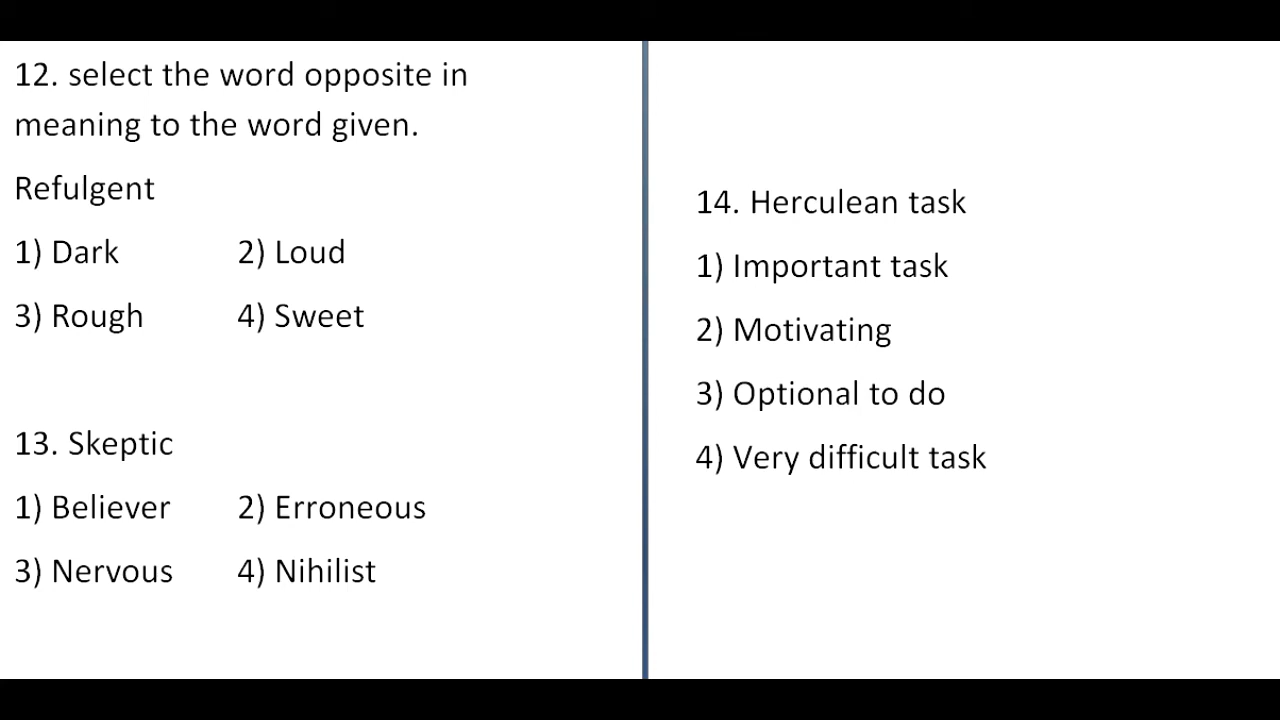 12. select the word opposite in
meaning to the word given.
Refulgent
1) Dark 2) Loud
3) Rough 4) Sweet
13. Skeptic
1) Believer 2) Erroneous
3) Nervous 4) Nihilist
14. Herculean task
1) Important task
2) Motivating
3) Optional to do
4) Very difficult task